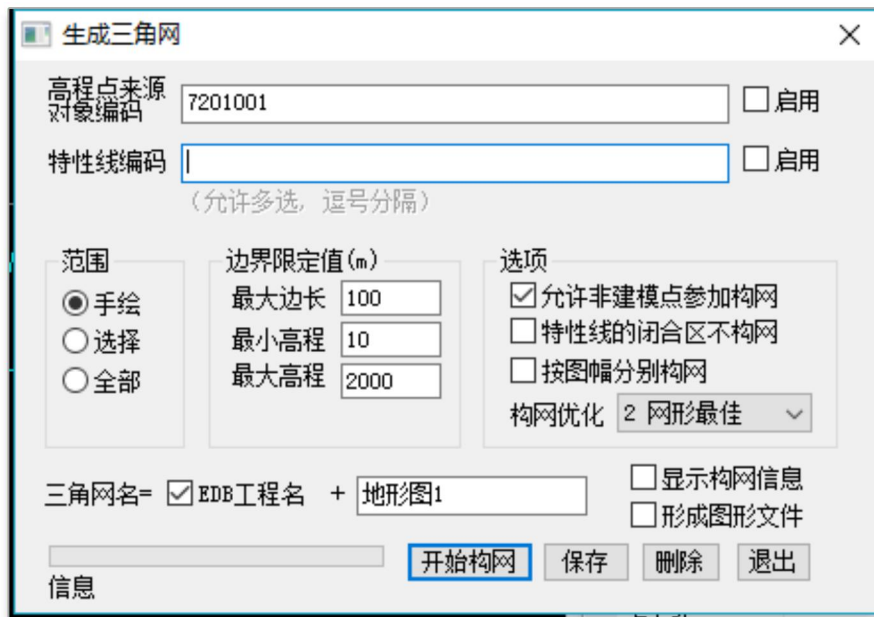 生成三角网
高程点来源
对象编码
7201001
启用
特性线编码
启用
（允许多选，逗号分隔）
范围
手绘
选择
全部
边界限定值(m)
最大边长 100
最小高程 10
最大高程 2000
选项
允许非建模点参加构网
特性线的闭合区不构网
按图幅分别构网
构网优化 2 网形最佳
三角网名= EDB工程名 + 地形图1
显示构网信息
形成图形文件
开始构网 保存 删除 退出
信息